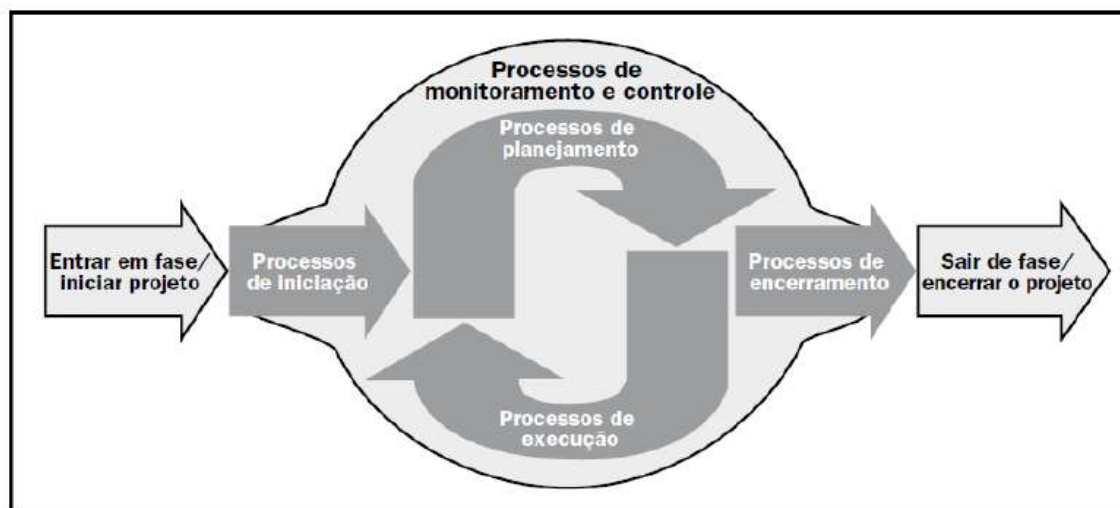 Processos de
monitoramento e controle
Processos de
planejamento
Entrar em fase/
iniciar projeto
Processos
de iniciação
Processos de
encerramento
Sair de fase/
encerrar o projeto
Processos de
execução